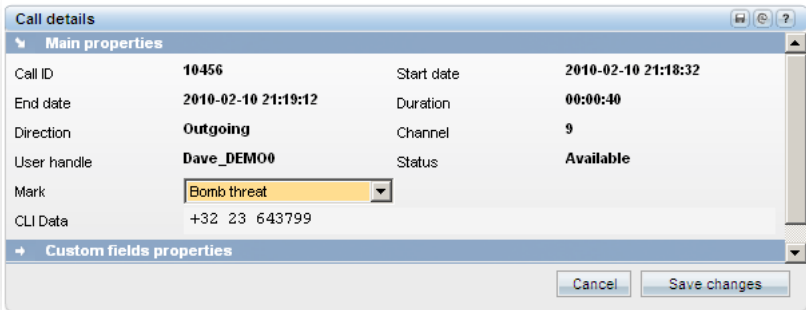 Call details
?
Main properties
Call ID 10456 Start date 2010-02-10 21:18:32
End date 2010-02-10 21:19:12 Duration 00:00:40
Direction Outgoing Channel 9
User handle Dave_DEMO0 Status Available
Mark Bomb threat
CLI Data +32 23 643799
Custom fields properties
Cancel Save changes